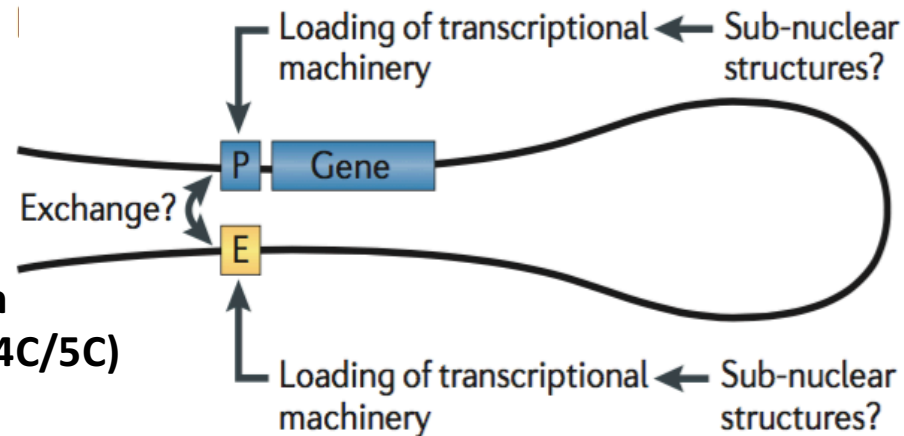 Loading of transcriptional
machinery
Sub-nuclear
structures?
P
Gene
Exchange?
E
4C/5C)
Loading of transcriptional
machinery
Sub-nuclear
structures?